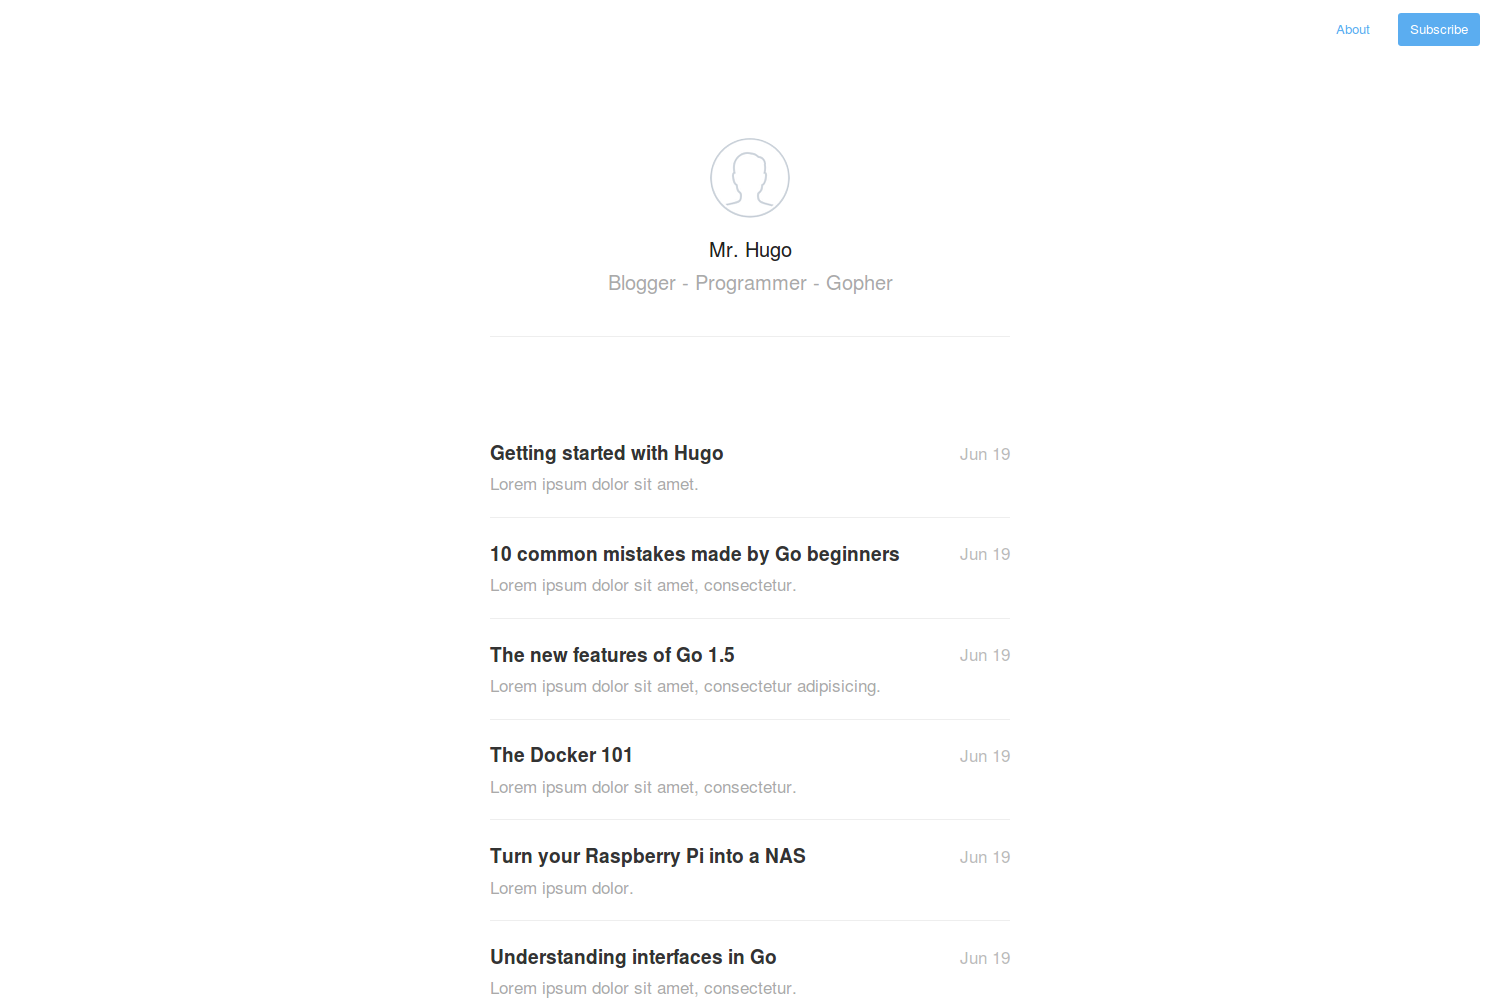 About
Subscribe
Mr. Hugo
Blogger - Programmer - Gopher
Getting started with Hugo
Jun 19
Lorem ipsum dolor sit amet.
10 common mistakes made by Go beginners
Jun 19
Lorem ipsum dolor sit amet, consectetur.
The new features of Go 1.5
Jun 19
Lorem ipsum dolor sit amet, consectetur adipisicing.
The Docker 101
Jun 19
Lorem ipsum dolor sit amet, consectetur.
Turn your Raspberry Pi into a NAS
Jun 19
Lorem ipsum dolor.
Understanding interfaces in Go
Jun 19
Lorem ipsum dolor sit amet, consectetur.